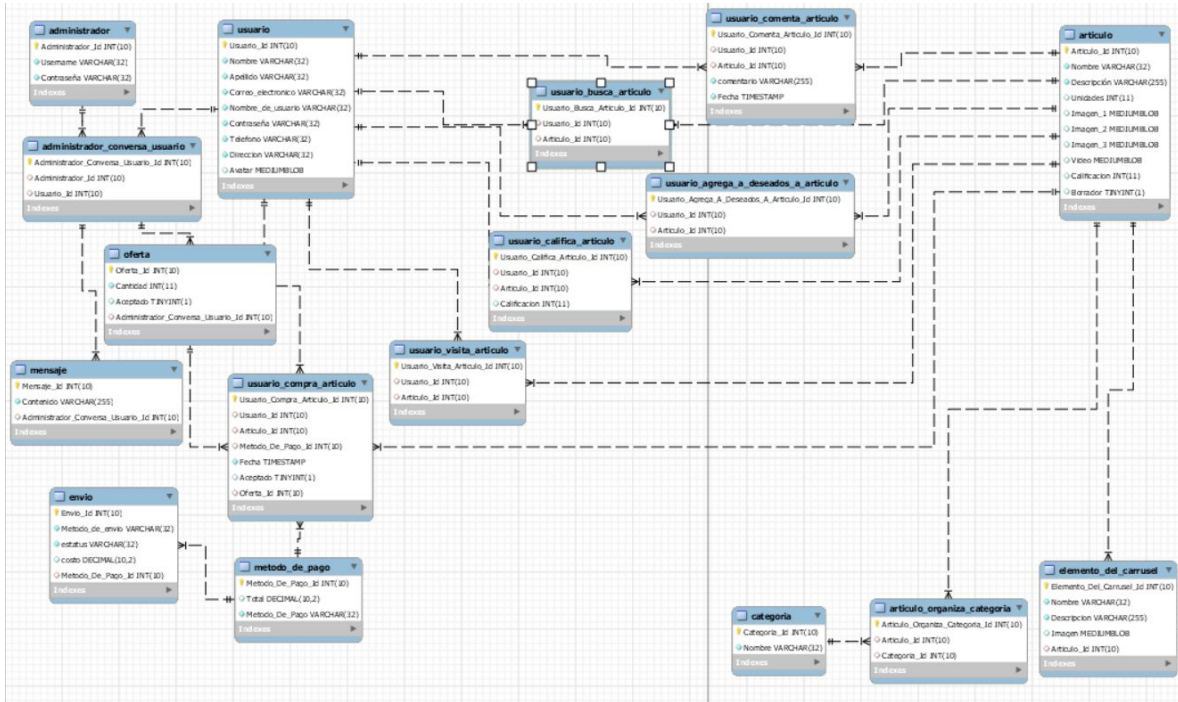 administrador
Administrador_Id INT(10)
Username VARCHAR(32)
Contraseña VARCHAR(32)
Indexes
usuario
Usuario_Id INT(10)
Nombre VARCHAR(32)
Apellido VARCHAR(32)
Correo_electronico VARCHAR(32)
Nombre_de_usuario VARCHAR(32)
Contraseña VARCHAR(32)
Telefono VARCHAR(32)
Direccion VARCHAR(32)
Avatar MEDIUMBLOB
Indexes
usuario_comenta_articulo
Usuario_Comenta_Articulo_Id INT(10)
Usuario_Id INT(10)
Articulo_Id INT(10)
comentario VARCHAR(255)
Fecha TIMESTAMP
Indexes
articulo
Articulo_Id INT(10)
Nombre VARCHAR(32)
Descripción VARCHAR(255)
Unidades INT(11)
Imagen_1 MEDIUMBLOB
Imagen_2 MEDIUMBLOB
Imagen_3 MEDIUMBLOB
Video MEDIUMBLOB
Calificacion INT(11)
Borrador TINYINT(1)
Indexes
usuario_busca_articulo
Usuario_Busca_Articulo_Id INT(10)
Usuario_Id INT(10)
Articulo_Id INT(10)
Indexes
administrador_conversa_usuario
Administrador_Conversa_Usuario_Id INT(10)
Administrador_Id INT(10)
Usuario_Id INT(10)
Indexes
usuario_agrega_a_deseados_a_articulo
Usuario_Agrega_A_Deseados_A_Articulo_Id INT(10)
Usuario_Id INT(10)
Articulo_Id INT(10)
Indexes
oferta
Oferta_Id INT(10)
Cantidad INT(11)
Aceptado TINYINT(1)
Administrador_Conversa_Usuario_Id INT(10)
Indexes
usuario_califica_articulo
Usuario_Califica_Articulo_Id INT(10)
Usuario_Id INT(10)
Articulo_Id INT(10)
Calificacion INT(11)
Indexes
usuario_visita_articulo
Usuario_Visita_Articulo_Id INT(10)
Usuario_Id INT(10)
Articulo_Id INT(10)
Indexes
mensaje
Mensaje_Id INT(10)
Contenido VARCHAR(255)
Administrador_Conversa_Usuario_Id INT(10)
Indexes
usuario_compra_articulo
Usuario_Compra_Articulo_Id INT(10)
Usuario_Id INT(10)
Articulo_Id INT(10)
Metodo_De_Pago_Id INT(10)
Fecha TIMESTAMP
Aceptado TINYINT(1)
Oferta_Id INT(10)
Indexes
envio
Envio_Id INT(10)
Metodo_de_envio VARCHAR(32)
estatus VARCHAR(32)
costo DECIMAL(10,2)
Metodo_De_Pago_Id INT(10)
Indexes
metodo_de_pago
Metodo_De_Pago_Id INT(10)
Total DECIMAL(10,2)
Metodo_De_Pago VARCHAR(32)
Indexes
categoria
Categoria_Id INT(10)
Nombre VARCHAR(32)
Indexes
articulo_organiza_categoria
Articulo_Organiza_Categoria_Id INT(10)
Articulo_Id INT(10)
Categoria_Id INT(10)
Indexes
elemento_del_carrusel
Elemento_Del_Carrusel_Id INT(10)
Nombre VARCHAR(32)
Descripcion VARCHAR(255)
Imagen MEDIUMBLOB
Articulo_Id INT(10)
Indexes